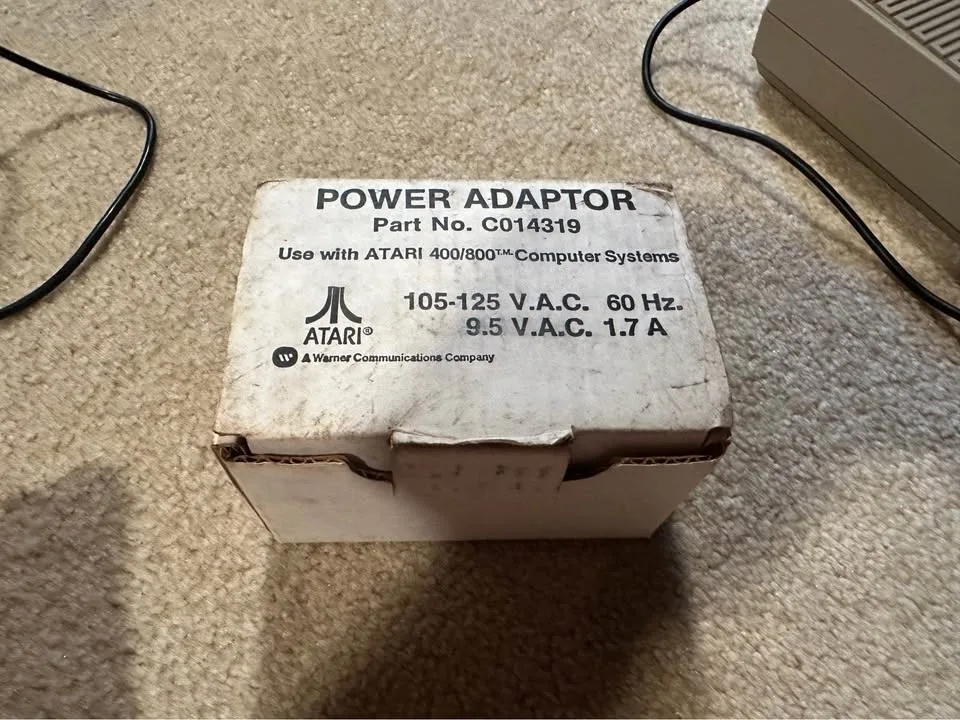 POWER ADAPTOR
Part No. C014319
Use with ATARI 400/800T.M. Computer Systems
105-125 V.A.C. 60 Hz.
9.5 V.A.C. 1.7 A
ATARI®
A Warner Communications Company